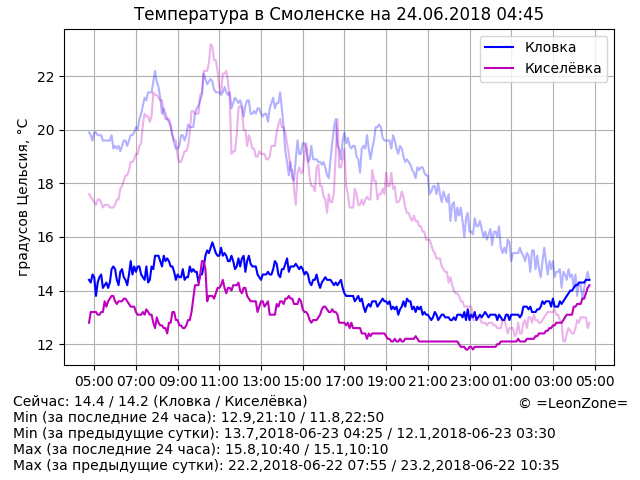 Температура в Смоленске на 24.06.2018 04:45
Кловка
Киселёвка
градусов Цельсия, °C
22
20
18
16
14
12
05:00 07:00 09:00 11:00 13:00 15:00 17:00 19:00 21:00 23:00 01:00 03:00 05:00
Сейчас: 14.4 / 14.2 (Кловка / Киселёвка)
© =LeonZone=
Min (за последние 24 часа): 12.9,21:10 / 11.8,22:50
Min (за предыдущие сутки): 13.7,2018-06-23 04:25 / 12.1,2018-06-23 03:30
Max (за последние 24 часа): 15.8,10:40 / 15.1,10:10
Max (за предыдущие сутки): 22.2,2018-06-22 07:55 / 23.2,2018-06-22 10:35